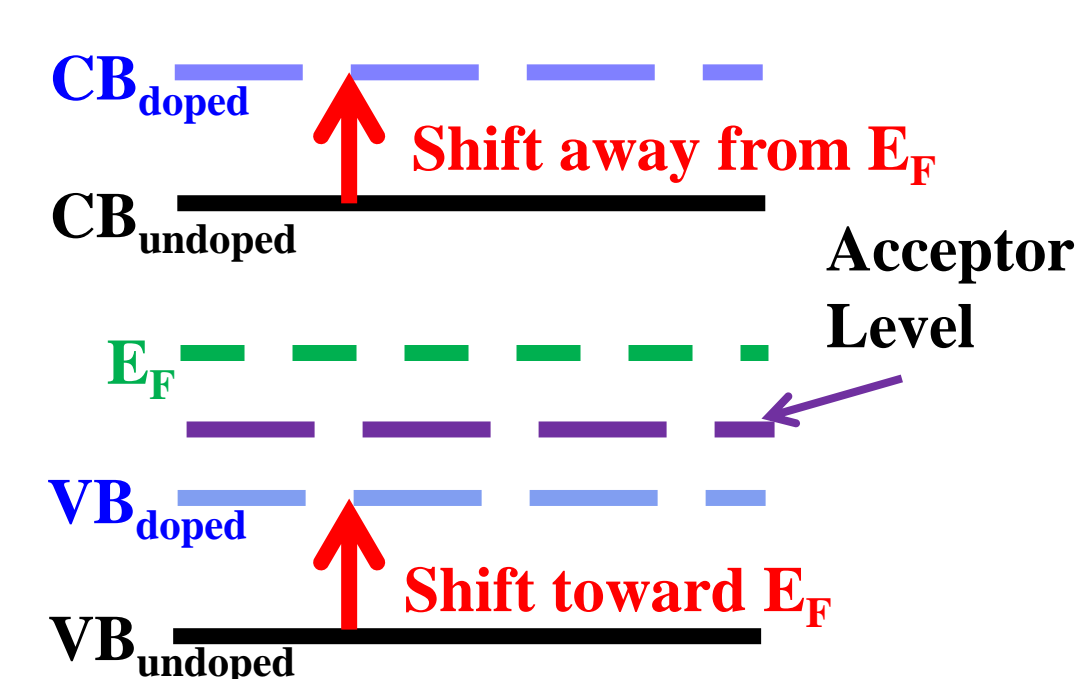 CBdoped
Shift away from EF
CBundoped
Acceptor
Level
EF
VBdoped
Shift toward EF
VBundoped